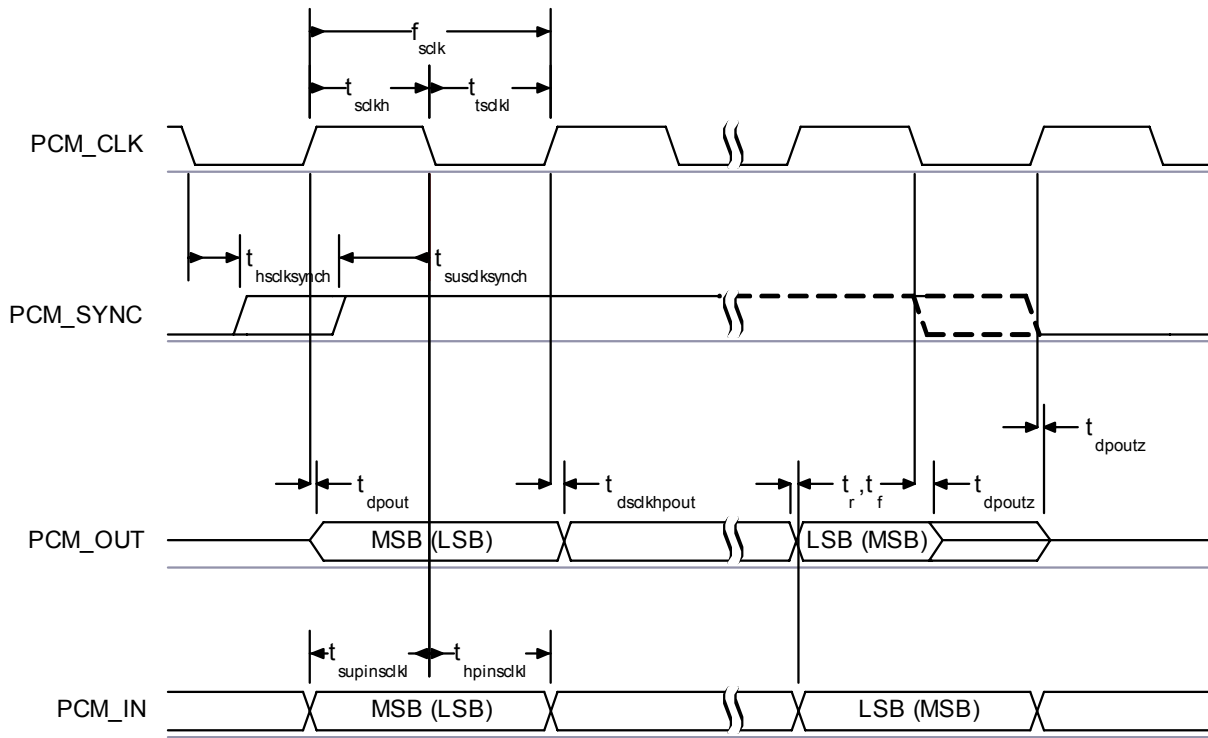 f sclk
t sclkh
t tsclkl
PCM_CLK
t hsclksynch
t susclksynch
PCM_SYNC
t dpoutz
t dpout
t dsclkhpout
t r ,t f
t dpoutz
PCM_OUT
MSB (LSB)
LSB (MSB)
t supinsclkl
t hpinsclkl
PCM_IN
MSB (LSB)
LSB (MSB)